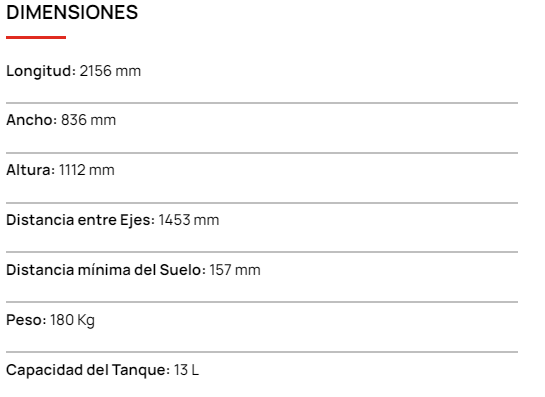 DIMENSIONES
Longitud: 2156 mm
Ancho: 836 mm
Altura: 1112 mm
Distancia entre Ejes: 1453 mm
Distancia mínima del Suelo: 157 mm
Peso: 180 Kg
Capacidad del Tanque: 13 L